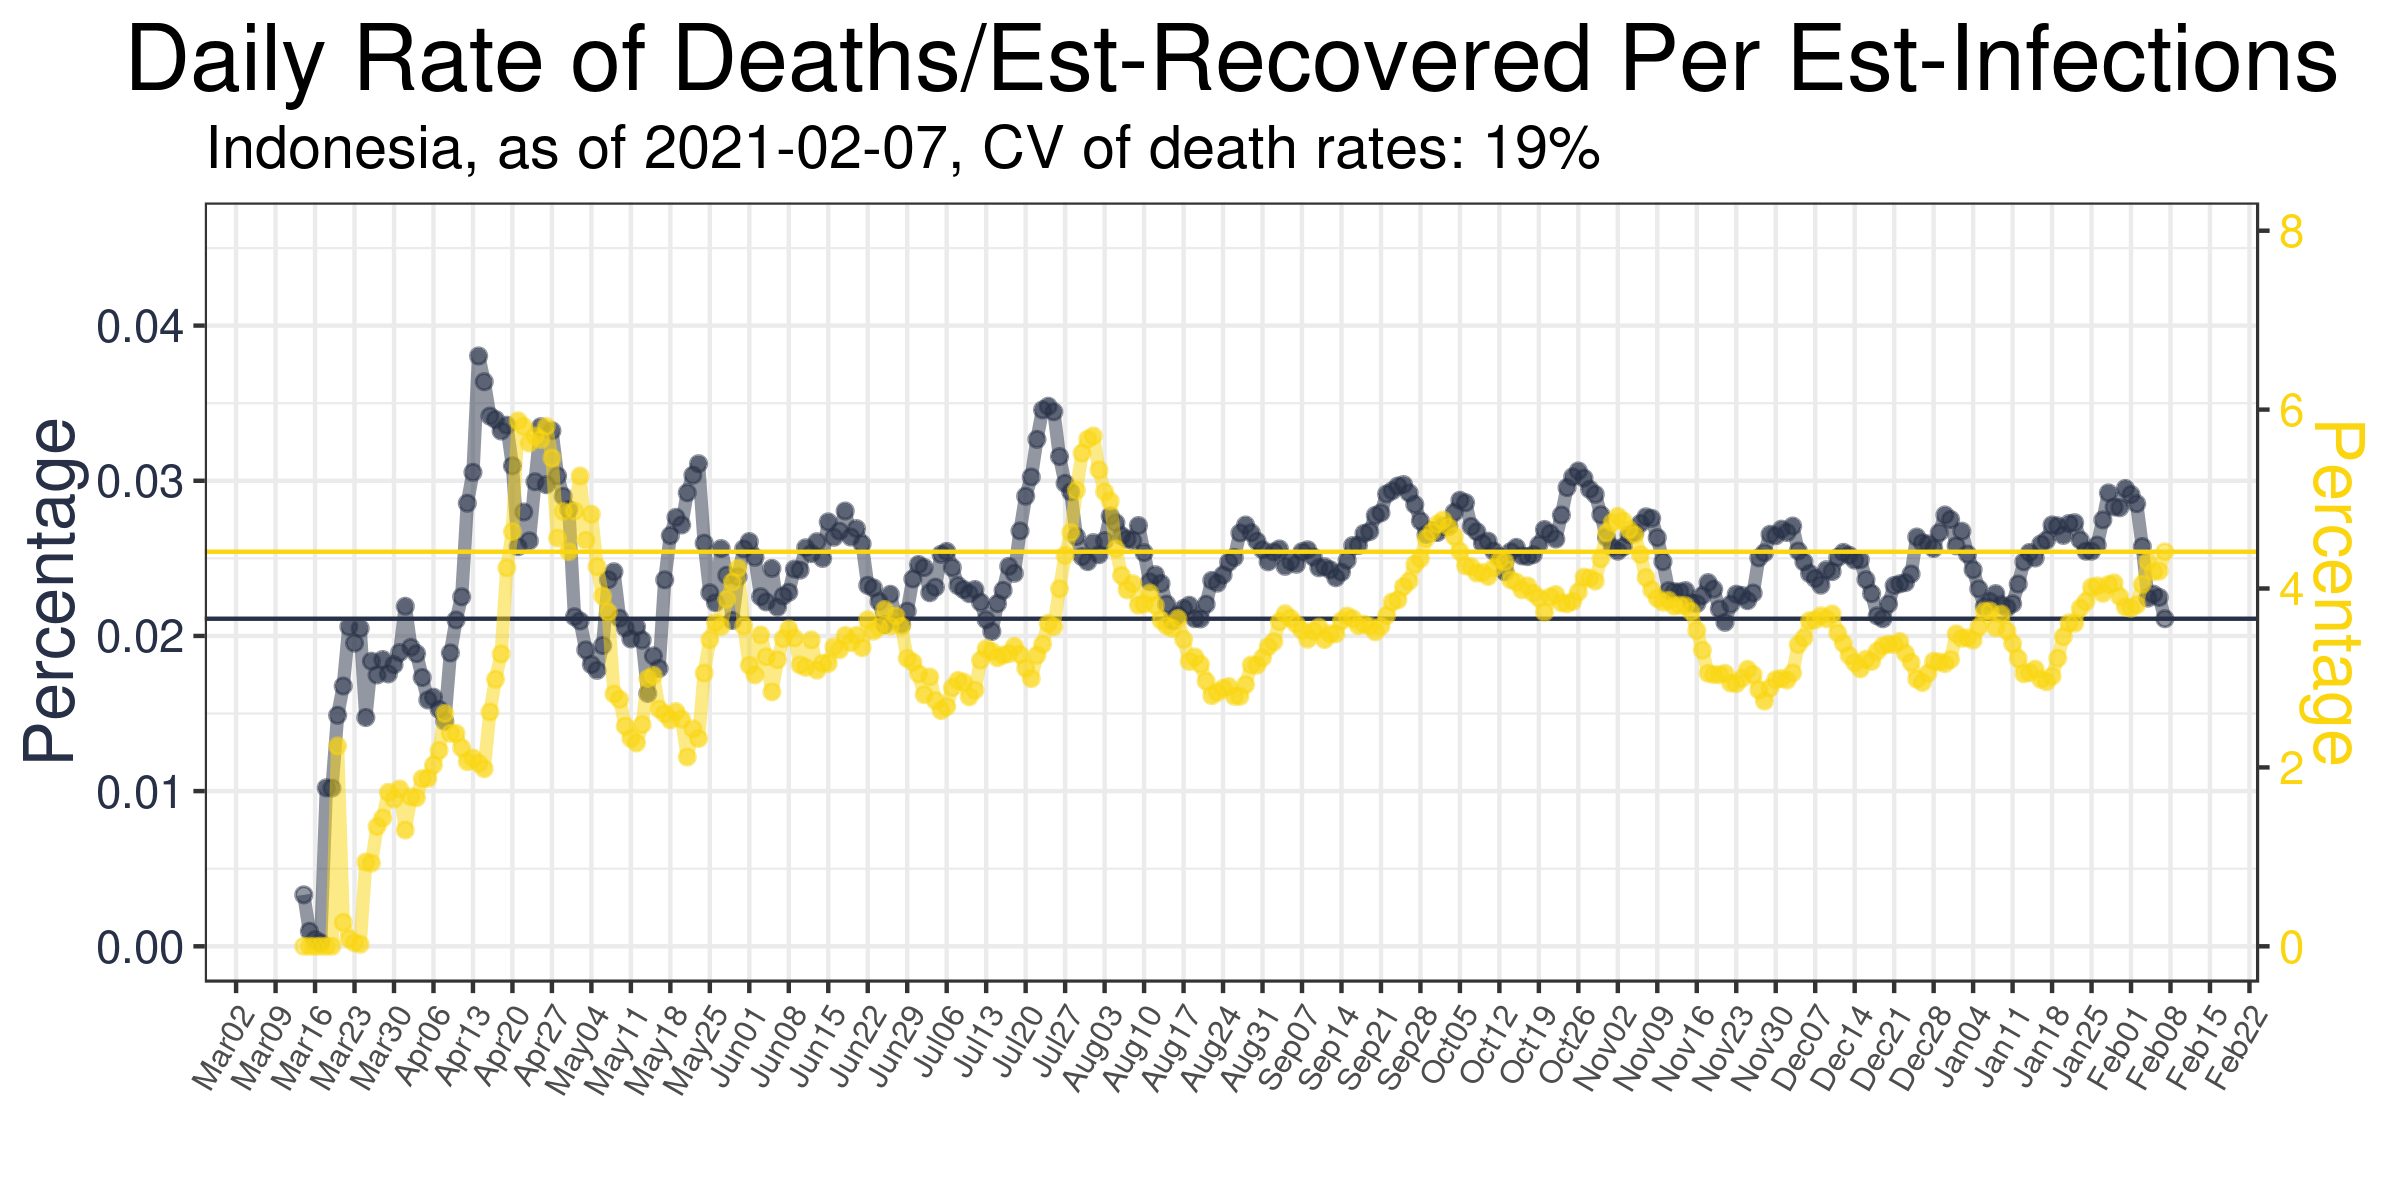 Daily Rate of Deaths/Est-Recovered Per Est-Infections
Indonesia, as of 2021-02-07, CV of death rates: 19%
Percentage
0.04
0.03
0.02
0.01
0.00
8
6
4
2
0
Percentage
Mar02
Mar09
Mar16
Mar23
Mar30
Apr06
Apr13
Apr20
Apr27
May04
May11
May18
May25
Jun01
Jun08
Jun15
Jun22
Jun29
Jul06
Jul13
Jul20
Jul27
Aug03
Aug10
Aug17
Aug24
Aug31
Sep07
Sep14
Sep21
Sep28
Oct05
Oct12
Oct19
Oct26
Nov02
Nov09
Nov16
Nov23
Nov30
Dec07
Dec14
Dec21
Dec28
Jan04
Jan11
Jan18
Jan25
Feb01
Feb08
Feb15
Feb22